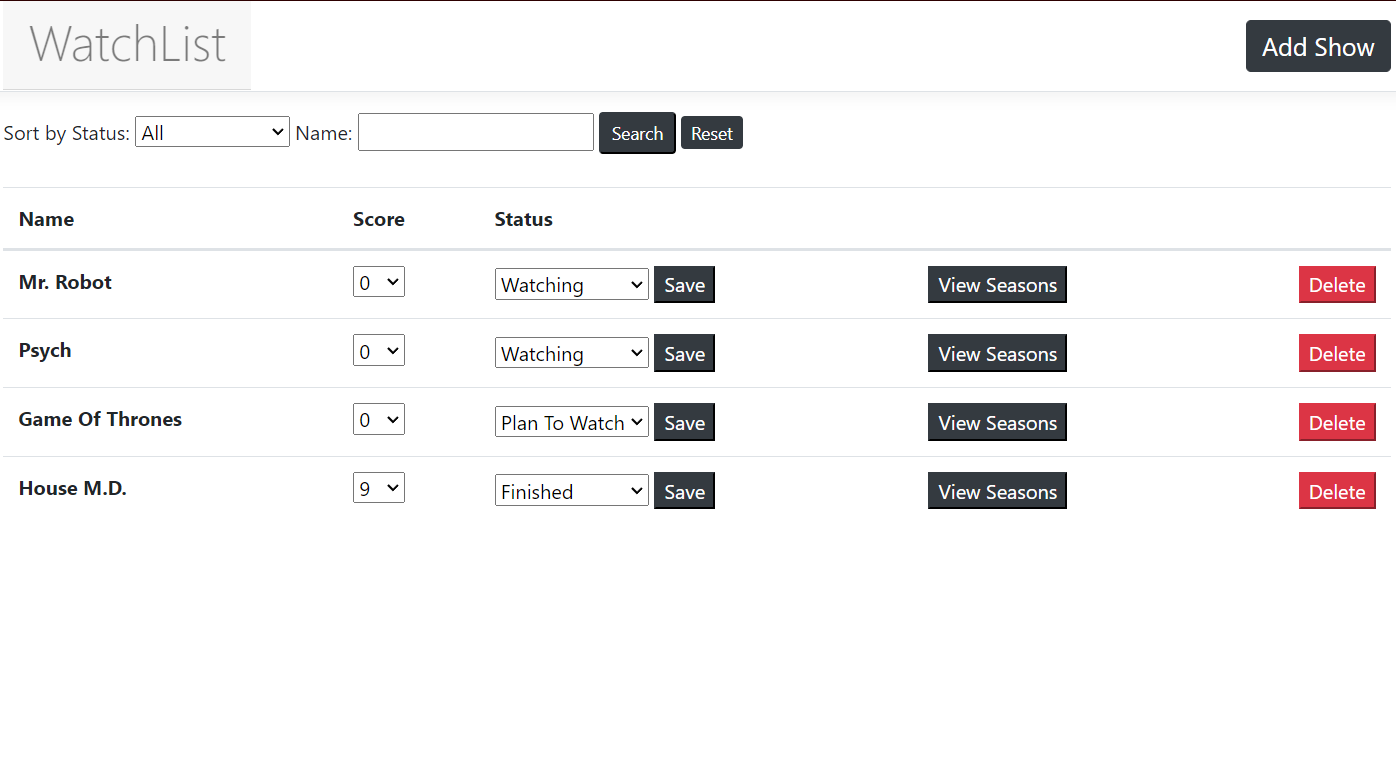 WatchList
Add Show
Sort by Status: All Name: Search Reset
Name Score Status
Mr. Robot 0 Watching Save View Seasons Delete
Psych 0 Watching Save View Seasons Delete
Game Of Thrones 0 Plan To Watch Save View Seasons Delete
House M.D. 9 Finished Save View Seasons Delete